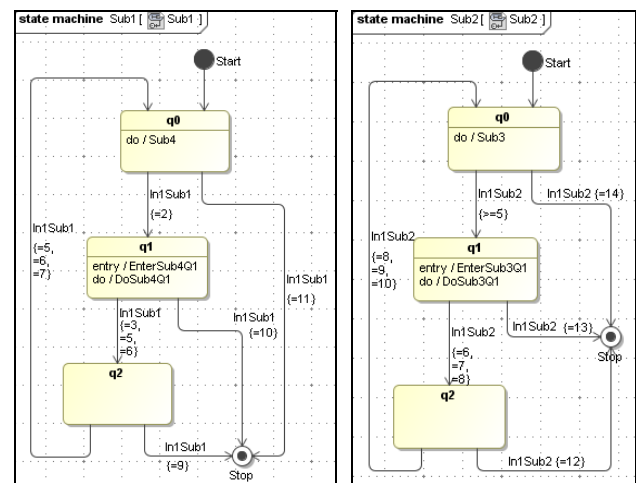 state machine Sub1 [ Sub1 ]
Start
q0
do / Sub4
In1Sub1
{=2}
In1Sub1
{=5,
=6,
=7}
q1
entry / EnterSub4Q1
do / DoSub4Q1
In1Sub1
{=11}
In1Sub1
{=3,
=5,
=6}
In1Sub1
{=10}
q2
In1Sub1
{=9}
Stop
state machine Sub2 [ Sub2 ]
Start
q0
do / Sub3
In1Sub2
{>=5}
In1Sub2 {=14}
In1Sub2
{=8,
=9,
=10}
q1
entry / EnterSub3Q1
do / DoSub3Q1
In1Sub2 {=13}
Stop
In1Sub2
{=6,
=7,
=8}
q2
In1Sub2 {=12}